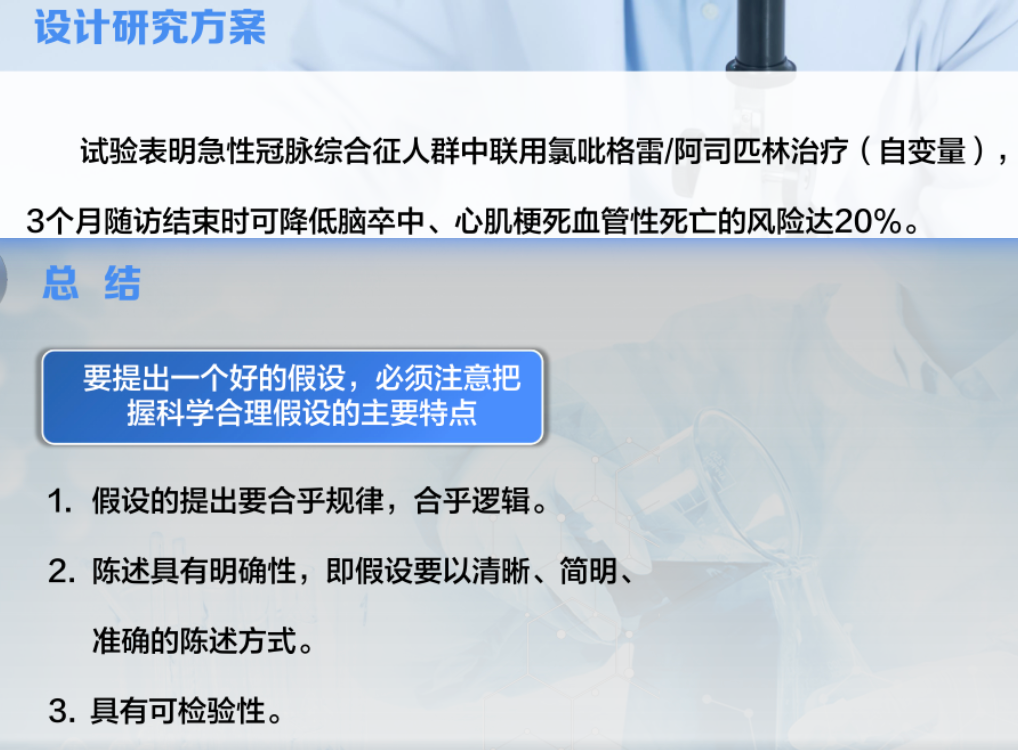 设计研究方案
试验表明急性冠脉综合征人群中联用氯吡格雷/阿司匹林治疗（自变量），
3个月随访结束时可降低脑卒中、心肌梗死血管性死亡的风险达20%。
总 结
要提出一个好的假设，必须注意把
握科学合理假设的主要特点
1. 假设的提出要合乎规律，合乎逻辑。
2. 陈述具有明确性，即假设要以清晰、简明、
准确的陈述方式。
3. 具有可检验性。